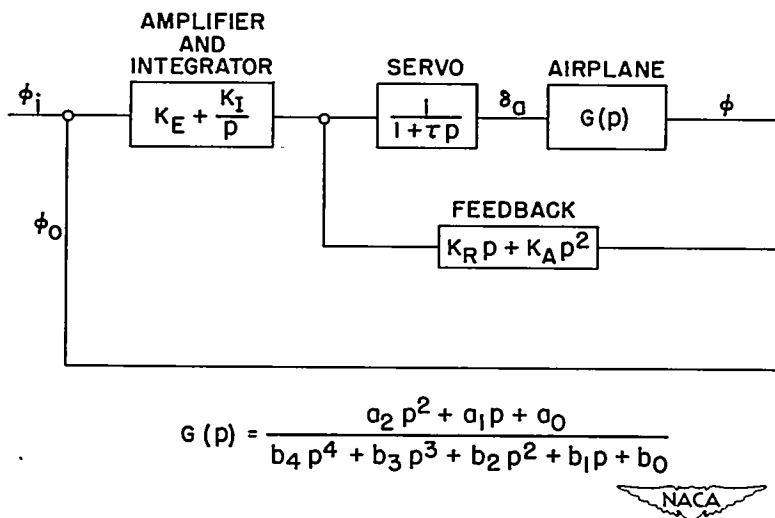 AMPLIFIER
AND
INTEGRATOR
SERVO
AIRPLANE
ϕi
K_E + K_I/p
1/(1 + τp)
δa
G(p)
ϕ
ϕo
FEEDBACK
K_R p + K_A p²
G(p) = (a₂p² + a₁p + a₀)/(b₄p⁴ + b₃p³ + b₂p² + b₁p + b₀)
NACA